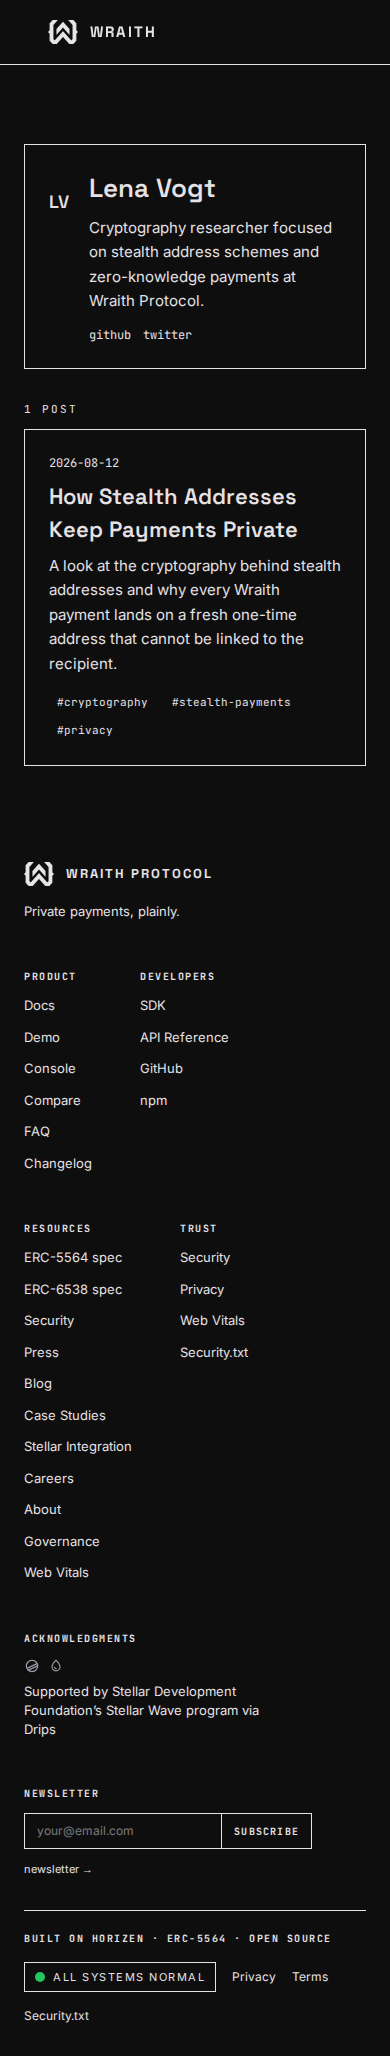 WRAITH
LV
Lena Vogt
Cryptography researcher focused
on stealth address schemes and
zero-knowledge payments at
Wraith Protocol.
github twitter
1 POST
2026-08-12
How Stealth Addresses
Keep Payments Private
A look at the cryptography behind stealth
addresses and why every Wraith
payment lands on a fresh one-time
address that cannot be linked to the
recipient.
#cryptography #stealth-payments
#privacy
WRAITH PROTOCOL
Private payments, plainly.
PRODUCT
Docs
Demo
Console
Compare
FAQ
Changelog
DEVELOPERS
SDK
API Reference
GitHub
npm
RESOURCES
ERC-5564 spec
ERC-6538 spec
Security
Press
Blog
Case Studies
Stellar Integration
Careers
About
Governance
Web Vitals
TRUST
Security
Privacy
Web Vitals
Security.txt
ACKNOWLEDGMENTS
Supported by Stellar Development
Foundation’s Stellar Wave program via
Drips
NEWSLETTER
your@email.com SUBSCRIBE
newsletter →
BUILT ON HORIZEN · ERC-5564 · OPEN SOURCE
ALL SYSTEMS NORMAL Privacy Terms
Security.txt